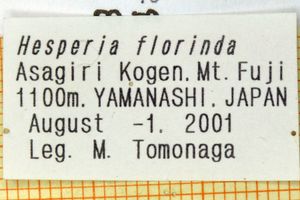 Hesperia florinda
Asagiri Kogen, Mt. Fuji
1100m, YAMANASHI, JAPAN
August -1, 2001
Leg. M. Tomonaga